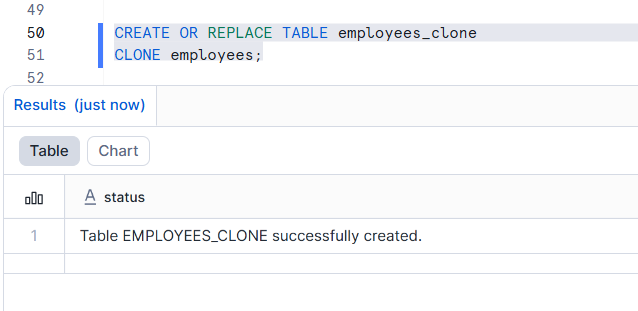 49
50 CREATE OR REPLACE TABLE employees_clone
51 CLONE employees;
52
Results (just now)
Table Chart
A status
1 Table EMPLOYEES_CLONE successfully created.